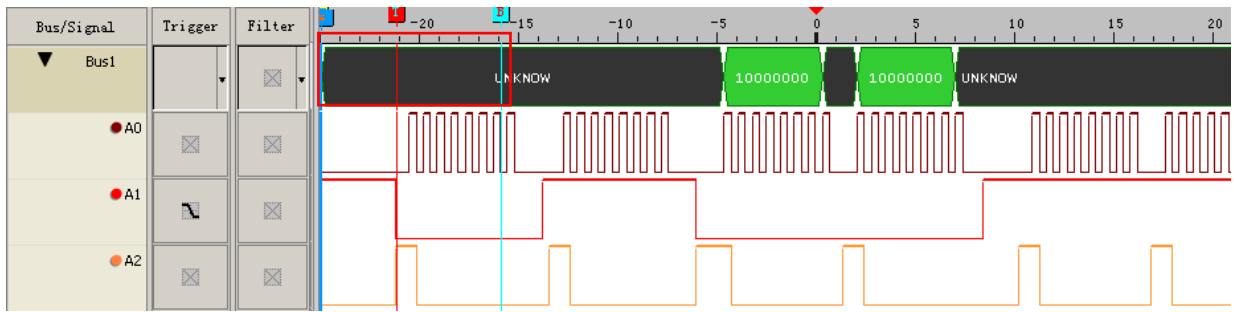 Bus/Signal Trigger Filter T -20 B -15 -10 -5 0 5 10 15 20
Bus1 UNKNOW 10000000 10000000 UNKNOW
A0
A1
A2